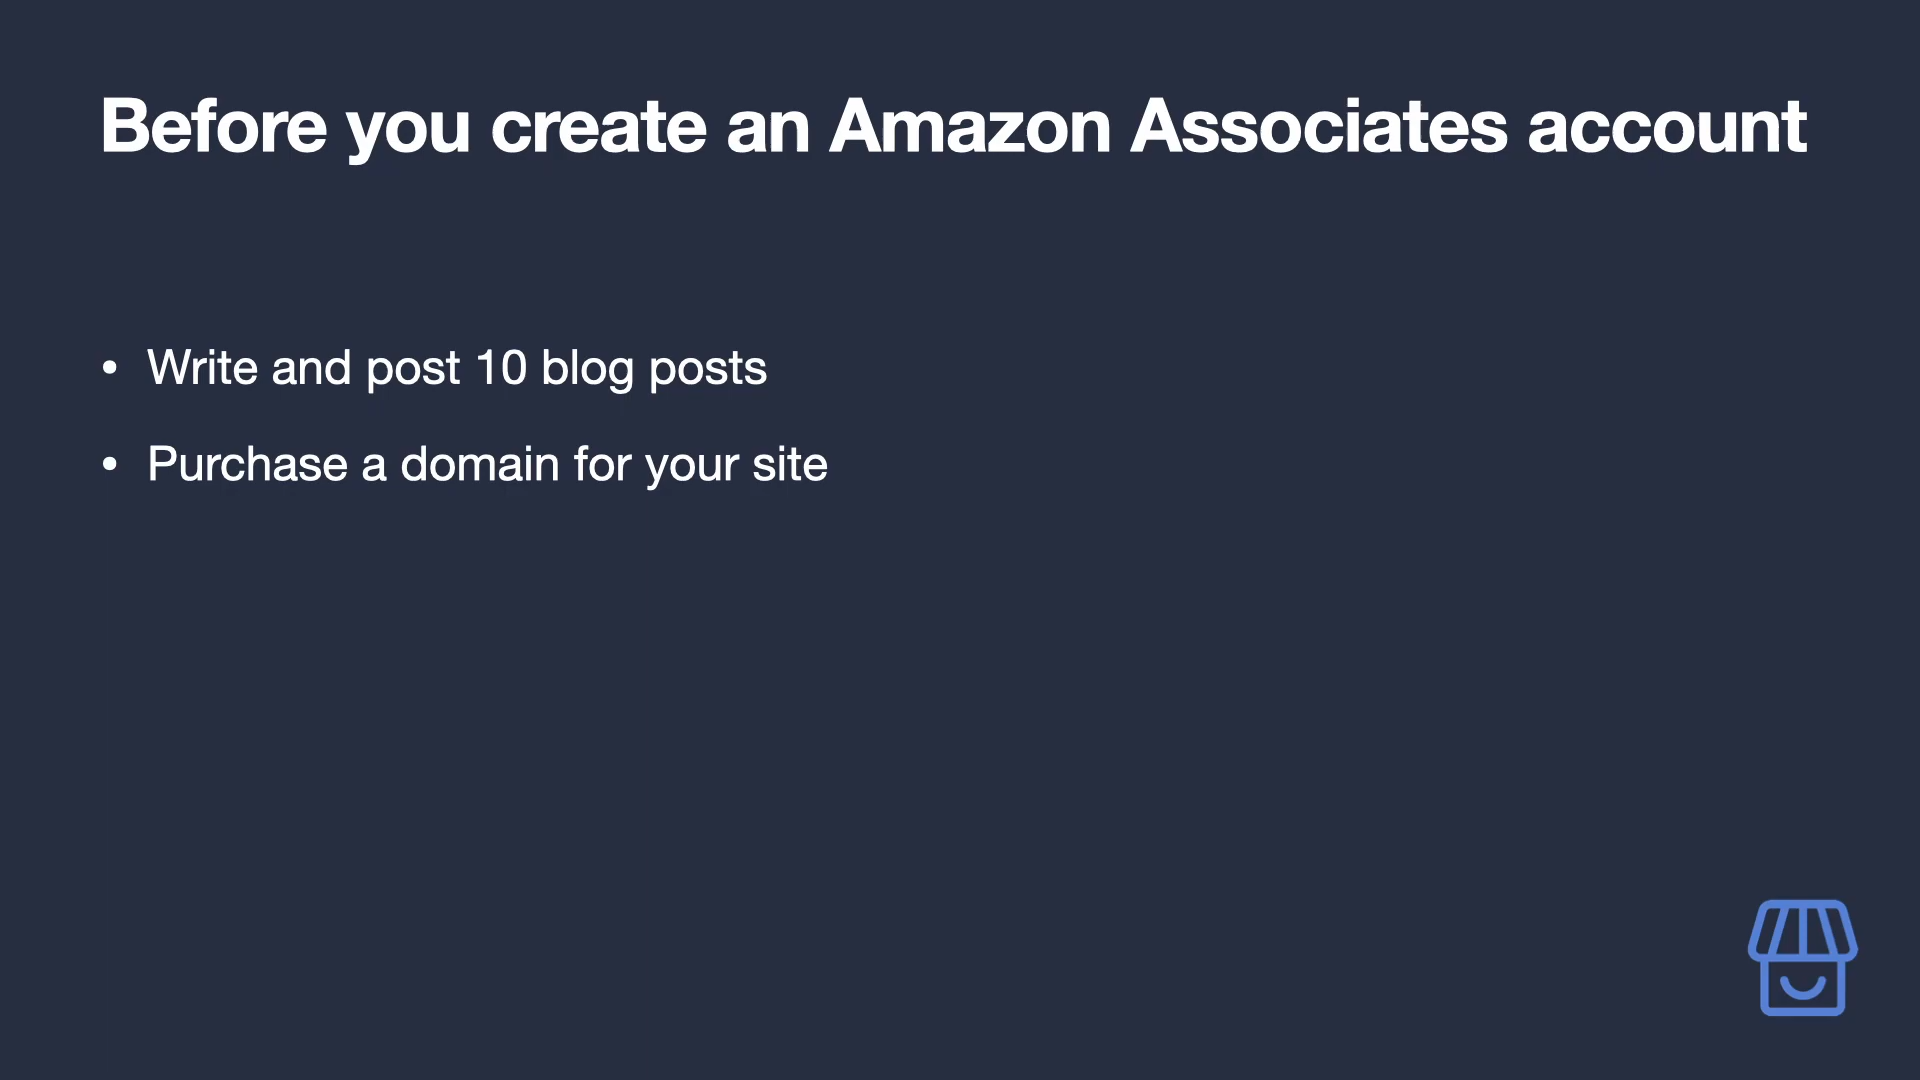 Before you create an Amazon Associates account
• Write and post 10 blog posts
• Purchase a domain for your site